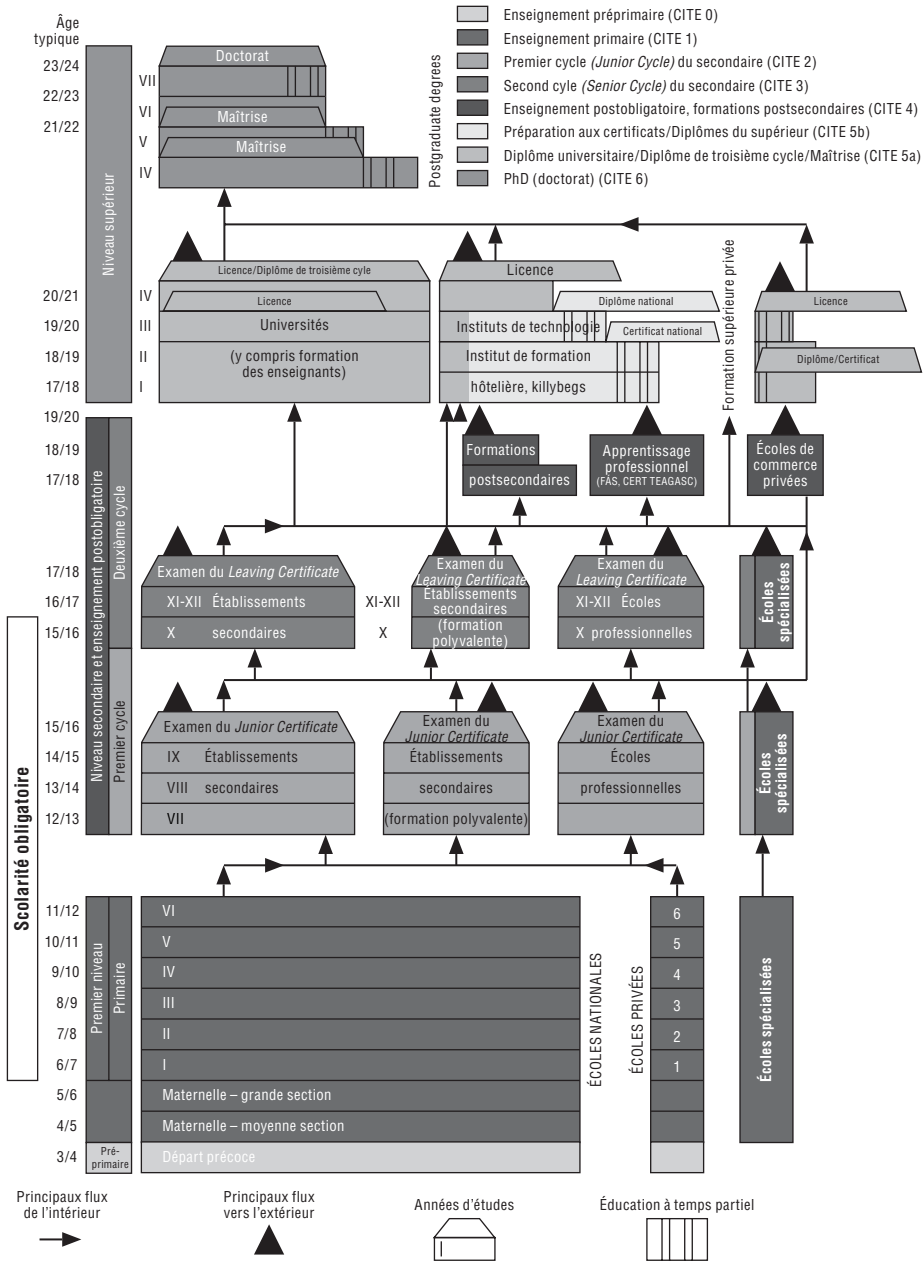 Âge
typique
Enseignement préprimaire (CITE 0)
Enseignement primaire (CITE 1)
Premier cycle (Junior Cycle) du secondaire (CITE 2)
Second cyle (Senior Cycle) du secondaire (CITE 3)
Enseignement postobligatoire, formations postsecondaires (CITE 4)
Préparation aux certificats/Diplômes du supérieur (CITE 5b)
Diplôme universitaire/Diplôme de troisième cycle/Maîtrise (CITE 5a)
PhD (doctorat) (CITE 6)
Postgraduate degrees
Niveau supérieur
Doctorat
23/24
VII
22/23
VI
Maîtrise
21/22
V
Maîtrise
IV
Formation supérieure privée
Licence/Diplôme de troisième cyle
Licence
20/21
IV
Licence
Diplôme national
Licence
19/20
III
Universités
Instituts de technologie
Certificat national
18/19
II
(y compris formation
des enseignants)
Institut de formation
Diplôme/Certificat
17/18
I
hôtelière, killybegs
19/20
18/19
17/18
Formations
postsecondaires
Apprentissage
professionnel
(FÁS, CERT TEAGASC)
Écoles de
commerce
privées
Niveau secondaire et enseignement postobligatoire
Deuxième cycle
17/18
Examen du Leaving Certificate
Examen du
Leaving Certificate
Examen du
Leaving Certificate
16/17
XI-XII Établissements
XI-XII
Établissements
secondaires
XI-XII Écoles
15/16
X secondaires
X
(formation
polyvalente)
X professionnelles
Écoles
spécialisées
Premier cycle
15/16
Examen du Junior Certificate
Examen du
Junior Certificate
Examen du
Junior Certificate
14/15
IX Établissements
Établissements
Écoles
13/14
VIII secondaires
secondaires
professionnelles
12/13
VII
(formation polyvalente)
Écoles
spécialisées
Scolarité obligatoire
Premier niveau
Primaire
11/12
VI
6
10/11
V
5
9/10
IV
4
8/9
III
3
7/8
II
2
6/7
I
1
5/6
Maternelle – grande section
4/5
Maternelle – moyenne section
3/4
Pré-
primaire
Départ précoce
ÉCOLES NATIONALES
ÉCOLES PRIVÉES
Écoles spécialisées
Principaux flux
de l'intérieur
Principaux flux
vers l'extérieur
Années d'études
Éducation à temps partiel